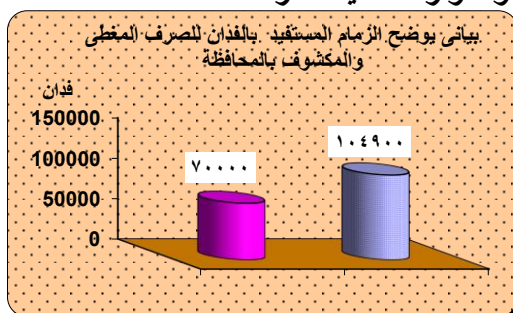 بيانى يوضح الزمام المستفيد بالفدان للصرف المغطى
والمكشوف بالمحافظة
فدان
150000
100000
50000
0
٧٠٠٠٠
١٠٤٩٠٠